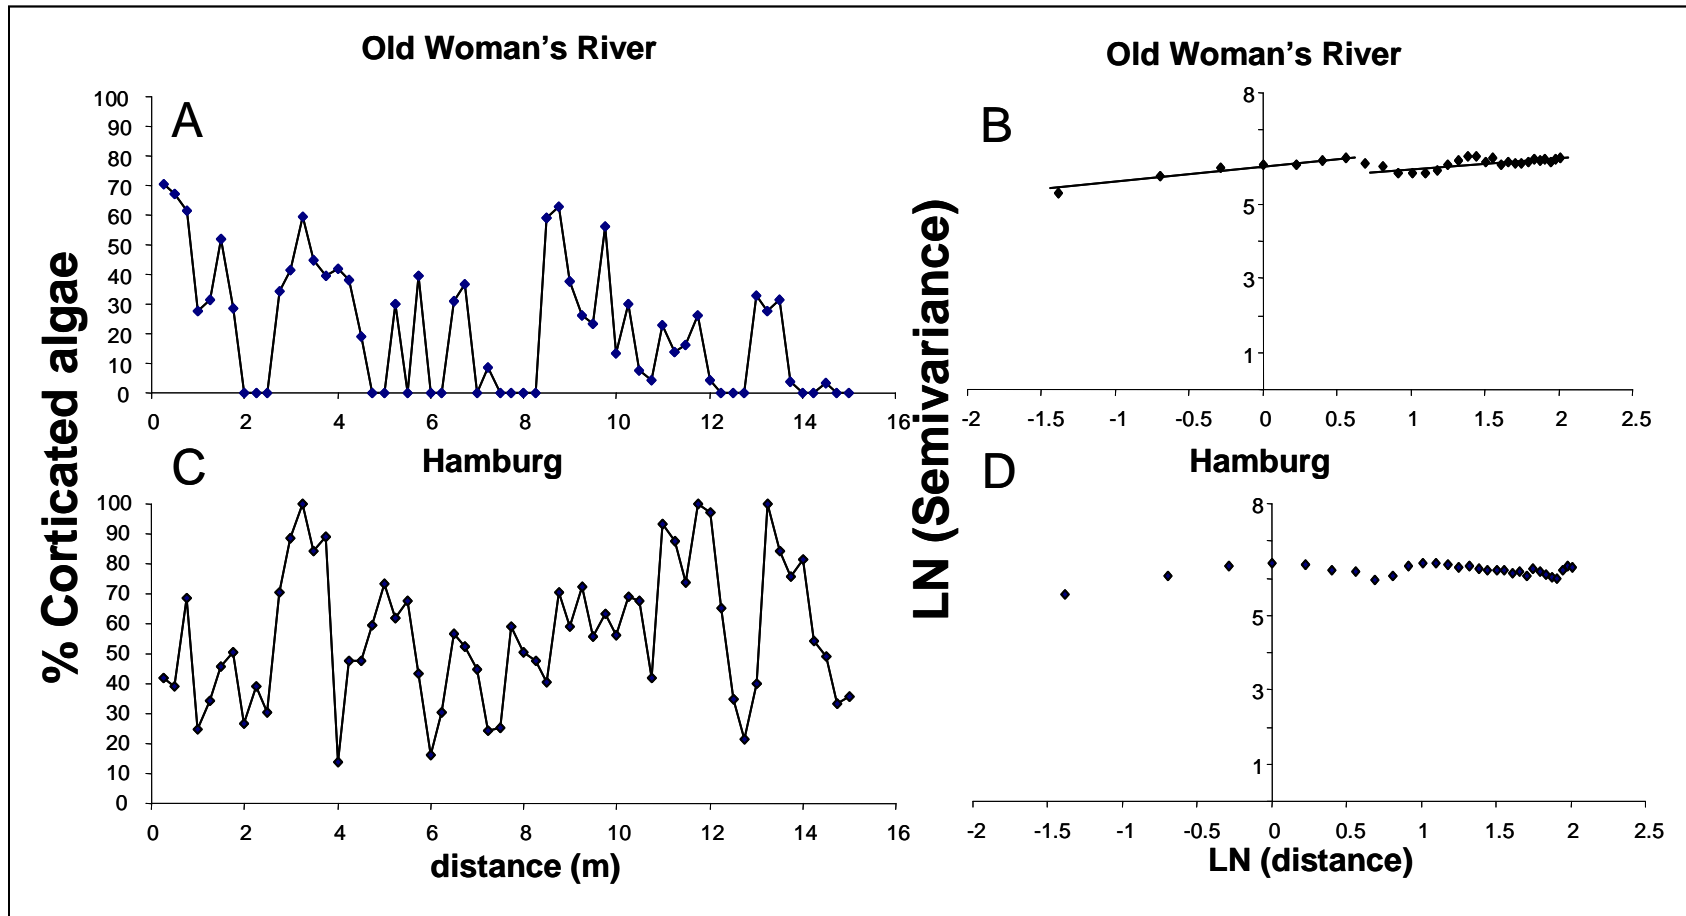 Old Woman's River
A
% Corticated algae
100
90
80
70
60
50
40
30
20
10
0
0 2 4 6 8 10 12 14 16
Old Woman's River
B
LN (Semivariance)
8
5
3
1
-2 -1.5 -1 -0.5 0 0.5 1 1.5 2 2.5
Hamburg
C
100
90
80
70
60
50
40
30
20
10
0
0 2 4 6 8 10 12 14 16
distance (m)
Hamburg
D
8
5
3
1
-2 -1.5 -1 -0.5 0 0.5 1 1.5 2 2.5
LN (distance)